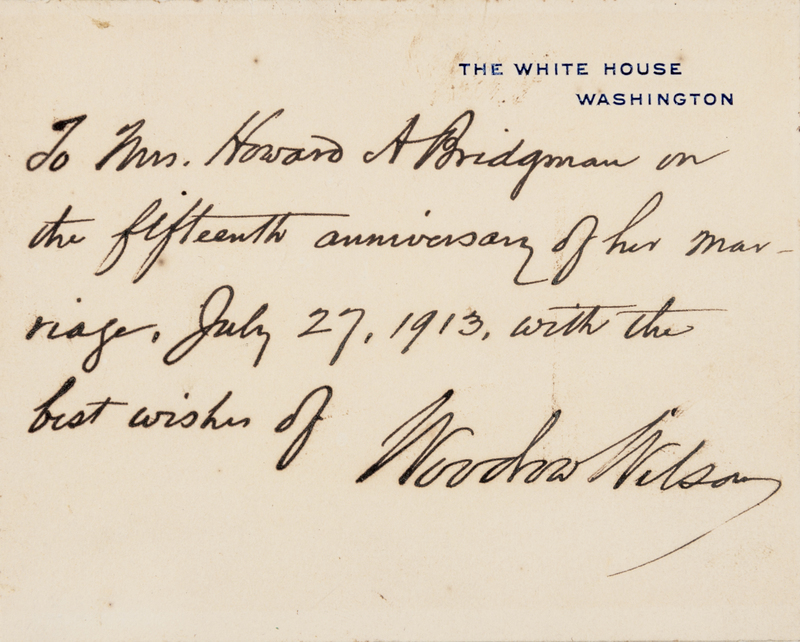 THE WHITE HOUSE
WASHINGTON
To Mrs. Howard A Bridgman on
the fifteenth anniversary of her mar-
riage, July 27, 1913, with the
best wishes of
Woodrow Wilson